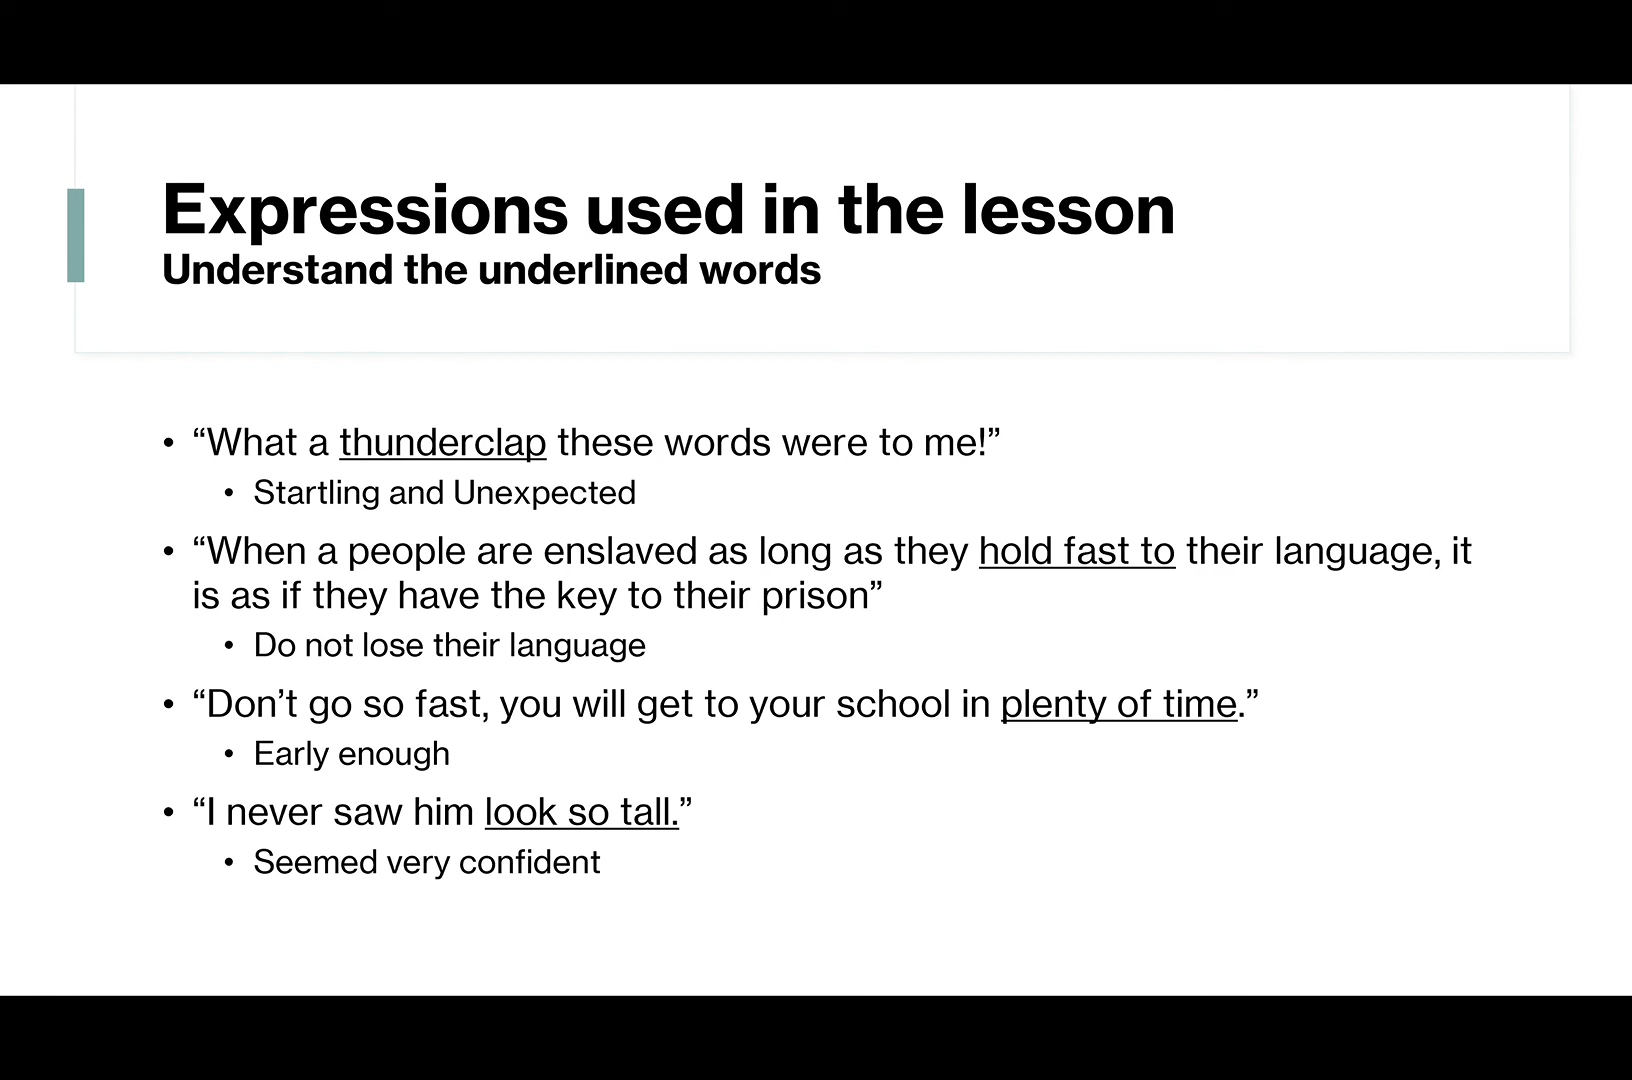 Expressions used in the lesson
Understand the underlined words
• “What a thunderclap these words were to me!”
• Startling and Unexpected
• “When a people are enslaved as long as they hold fast to their language, it
is as if they have the key to their prison”
• Do not lose their language
• “Don’t go so fast, you will get to your school in plenty of time.”
• Early enough
• “I never saw him look so tall.”
• Seemed very confident